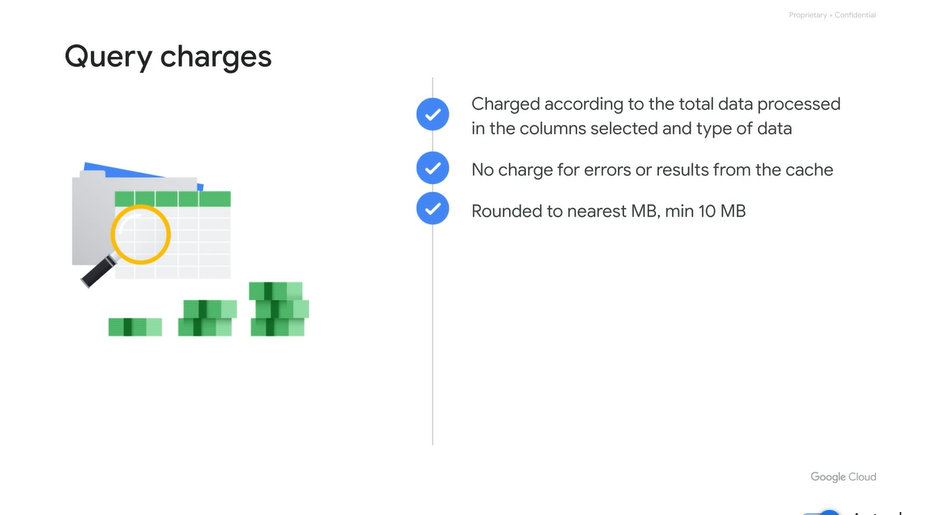 Proprietary + Confidential
Query charges
Charged according to the total data processed
in the columns selected and type of data
No charge for errors or results from the cache
Rounded to nearest MB, min 10 MB
Google Cloud